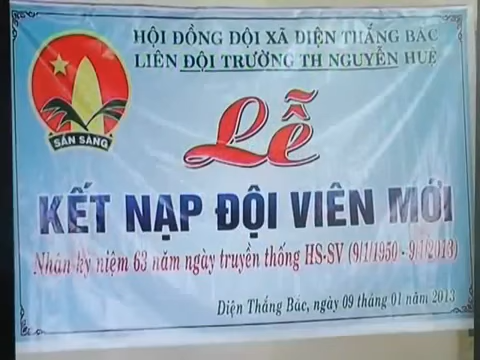 HỘI ĐỒNG ĐỘI XÃ ĐIỆN THẮNG BẮC
LIÊN ĐỘI TRƯỜNG TH NGUYỄN HUỆ
SẴN SÀNG
Lễ
KẾT NẠP ĐỘI VIÊN MỚI
Nhân kỷ niệm 63 năm ngày truyền thống HS-SV (9/1/1950 - 9/1/2013)
Điện Thắng Bắc, ngày 09 tháng 01 năm 2013